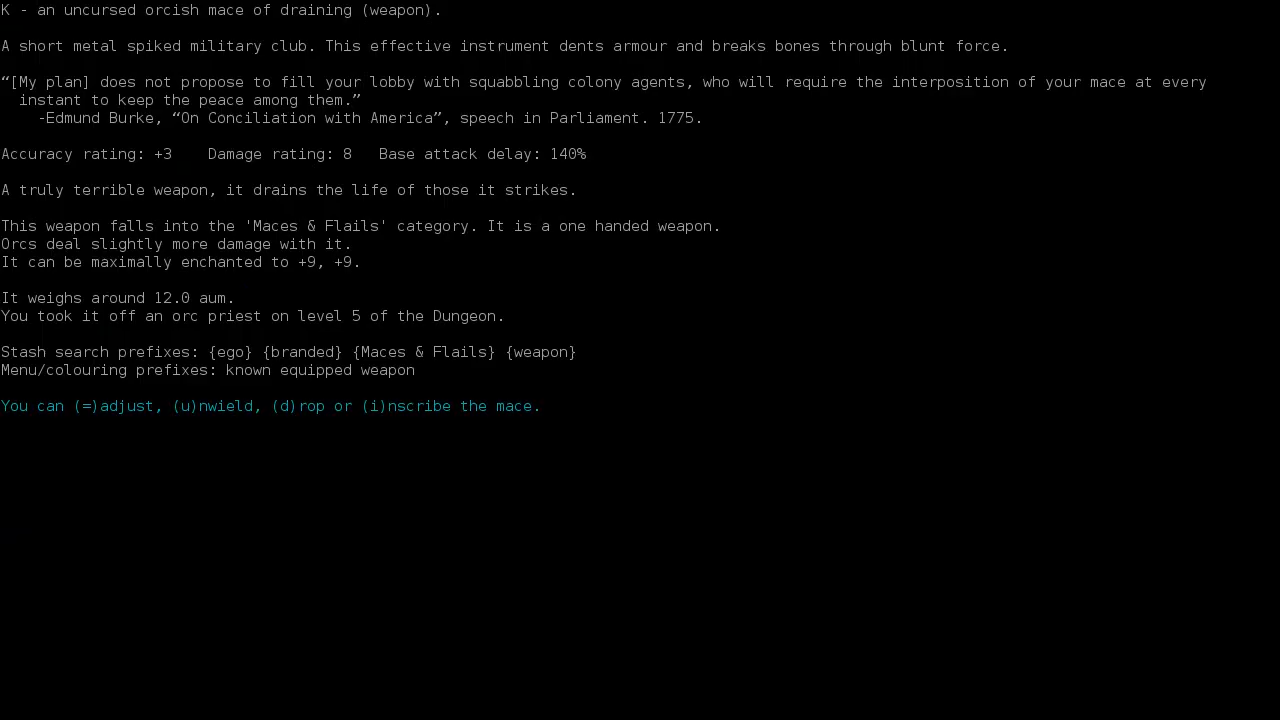 K - an uncursed orcish mace of draining (weapon).
A short metal spiked military club. This effective instrument dents armour and breaks bones through blunt force.
“[My plan] does not propose to fill your lobby with squabbling colony agents, who will require the interposition of your mace at every
instant to keep the peace among them.”
-Edmund Burke, “On Conciliation with America”, speech in Parliament. 1775.
Accuracy rating: +3    Damage rating: 8   Base attack delay: 140%
A truly terrible weapon, it drains the life of those it strikes.
This weapon falls into the 'Maces & Flails' category. It is a one handed weapon.
Orcs deal slightly more damage with it.
It can be maximally enchanted to +9, +9.
It weighs around 12.0 aum.
You took it off an orc priest on level 5 of the Dungeon.
Stash search prefixes: {ego} {branded} {Maces & Flails} {weapon}
Menu/colouring prefixes: known equipped weapon
You can (=)adjust, (u)nwield, (d)rop or (i)nscribe the mace.